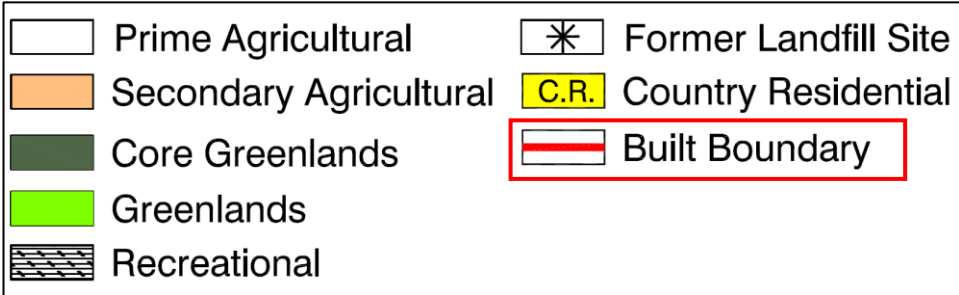 Prime Agricultural
Secondary Agricultural
Core Greenlands
Greenlands
Recreational
Former Landfill Site
C.R. Country Residential
Built Boundary